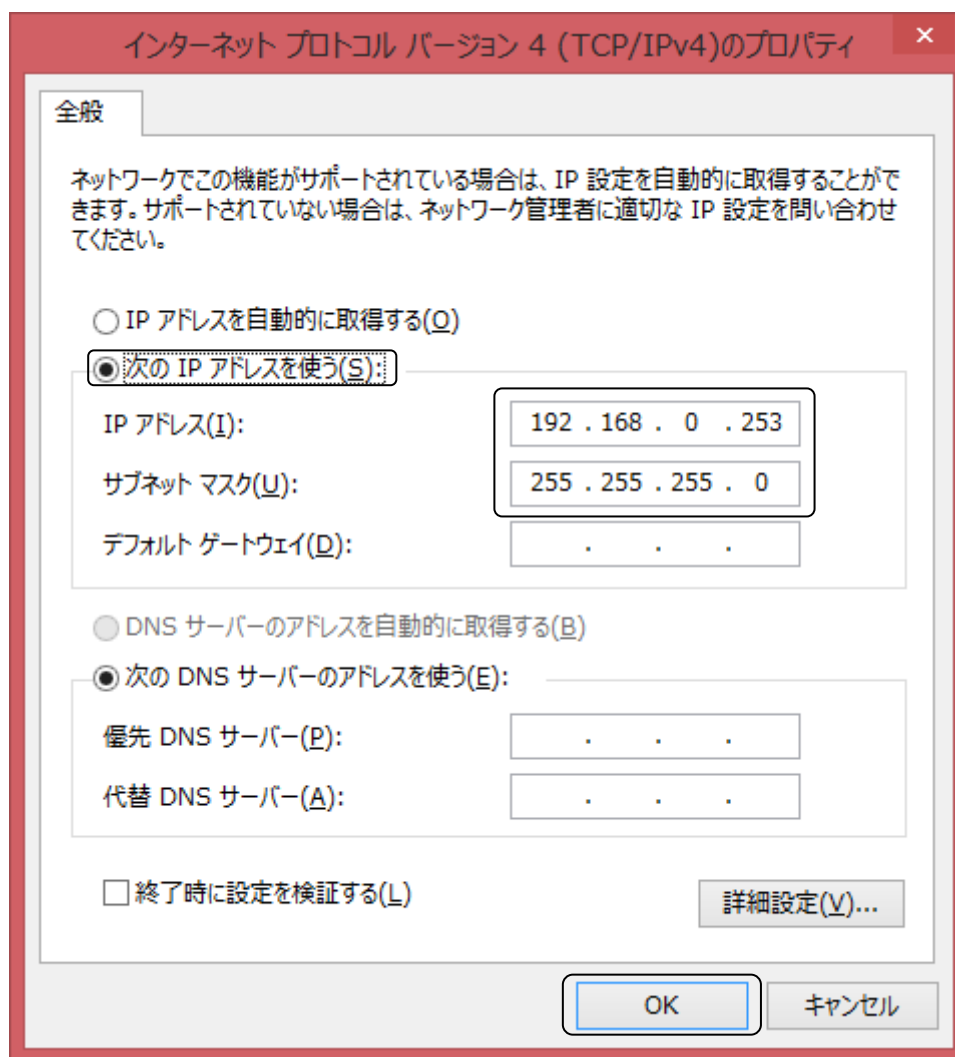 インターネット プロトコル バージョン 4 (TCP/IPv4)のプロパティ
×
全般
ネットワークでこの機能がサポートされている場合は、IP 設定を自動的に取得することがで
きます。サポートされていない場合は、ネットワーク管理者に適切な IP 設定を問い合わせ
てください。
IP アドレスを自動的に取得する(O)
次の IP アドレスを使う(S):
IP アドレス(I): 192 . 168 . 0 . 253
サブネット マスク(U): 255 . 255 . 255 . 0
デフォルト ゲートウェイ(D): . . .
DNS サーバーのアドレスを自動的に取得する(B)
次の DNS サーバーのアドレスを使う(E):
優先 DNS サーバー(P): . . .
代替 DNS サーバー(A): . . .
終了時に設定を検証する(L)
詳細設定(V)...
OK キャンセル